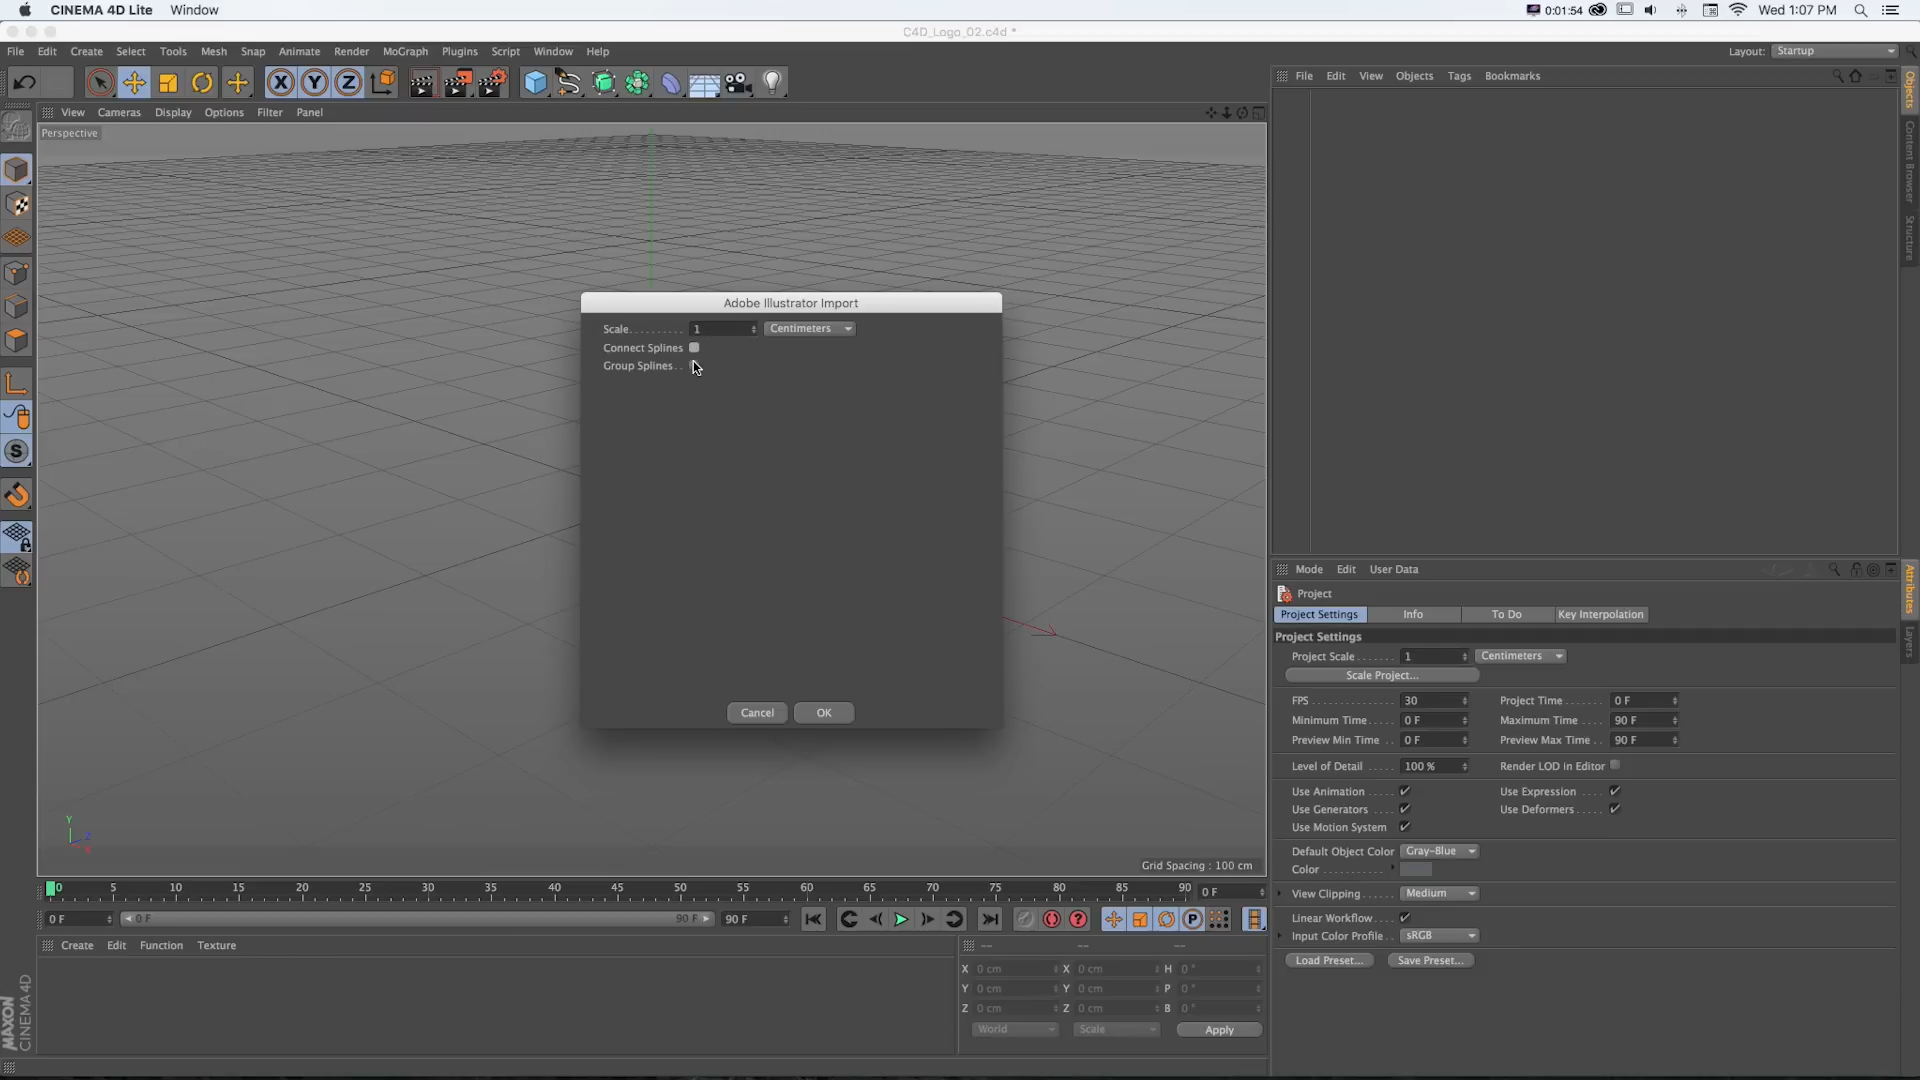 CINEMA 4D Lite Window 0:01:54 Wed 1:07 PM
C4D_Logo_02.c4d *
File Edit Create Select Tools Mesh Snap Animate Render MoGraph Plugins Script Window Help Layout: Startup
File Edit View Objects Tags Bookmarks
View Cameras Display Options Filter Panel
Perspective
Objects
Content Browser
Structure
Adobe Illustrator Import
Scale.......... 1 Centimeters
Connect Splines
Group Splines..
Cancel OK
Y
Z
X
Grid Spacing : 100 cm
Mode Edit User Data
Project
Project Settings Info To Do Key Interpolation
Project Settings
Project Scale ....... 1 Centimeters
Scale Project...
FPS ............... 30 Project Time ..... 0 F
Minimum Time.... 0 F Maximum Time .... 90 F
Preview Min Time .. 0 F Preview Max Time .. 90 F
Level of Detail ..... 100 % Render LOD in Editor
Use Animation ..... Use Expression ....
Use Generators .... Use Deformers.....
Use Motion System
Default Object Color Gray-Blue
Color ...........
View Clipping....... Medium
Linear Workflow....
Input Color Profile.. sRGB
Load Preset... Save Preset...
Attributes
Layers
0 5 10 15 20 25 30 35 40 45 50 55 60 65 70 75 80 85 90 0 F
0 F 0 F 90 F 90 F
Create Edit Function Texture
-- -- --
X 0 cm X 0 cm H 0 °
Y 0 cm Y 0 cm P 0 °
Z 0 cm Z 0 cm B 0 °
World Scale Apply
MAXON
CINEMA 4D